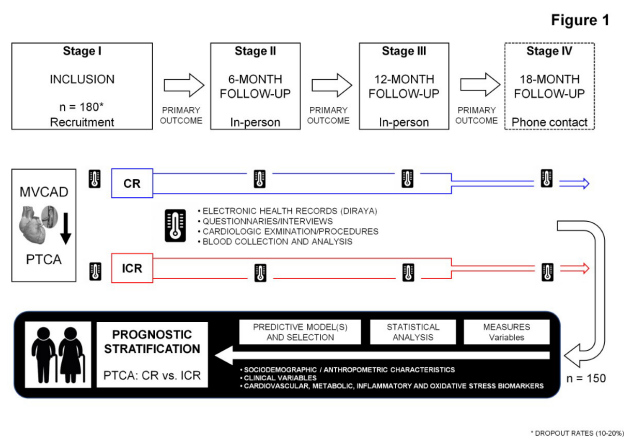 Figure 1
Stage I
INCLUSION
n = 180*
Recruitment
PRIMARY
OUTCOME
Stage II
6-MONTH
FOLLOW-UP
In-person
PRIMARY
OUTCOME
Stage III
12-MONTH
FOLLOW-UP
In-person
PRIMARY
OUTCOME
Stage IV
18-MONTH
FOLLOW-UP
Phone contact
MVCAD
PTCA
CR
• ELECTRONIC HEALTH RECORDS (DIRAYA)
• QUESTIONNARIES/INTERVIEWS
• CARDIOLOGIC EXMINATION/PROCEDURES
• BLOOD COLLECTION AND ANALYSIS
ICR
PROGNOSTIC
STRATIFICATION
PTCA: CR vs. ICR
PREDICTIVE MODEL(S)
AND SELECTION
STATISTICAL
ANALYSIS
MEASURES
Variables
• SOCIODEMOGRAPHIC / ANTHROPOMETRIC CHARACTERISTICS
• CLINICAL VARIABLES
• CARDIOVASCULAR, METABOLIC, INFLAMMATORY AND OXIDATIVE STRESS BIOMARKERS
n = 150
* DROPOUT RATES (10-20%)